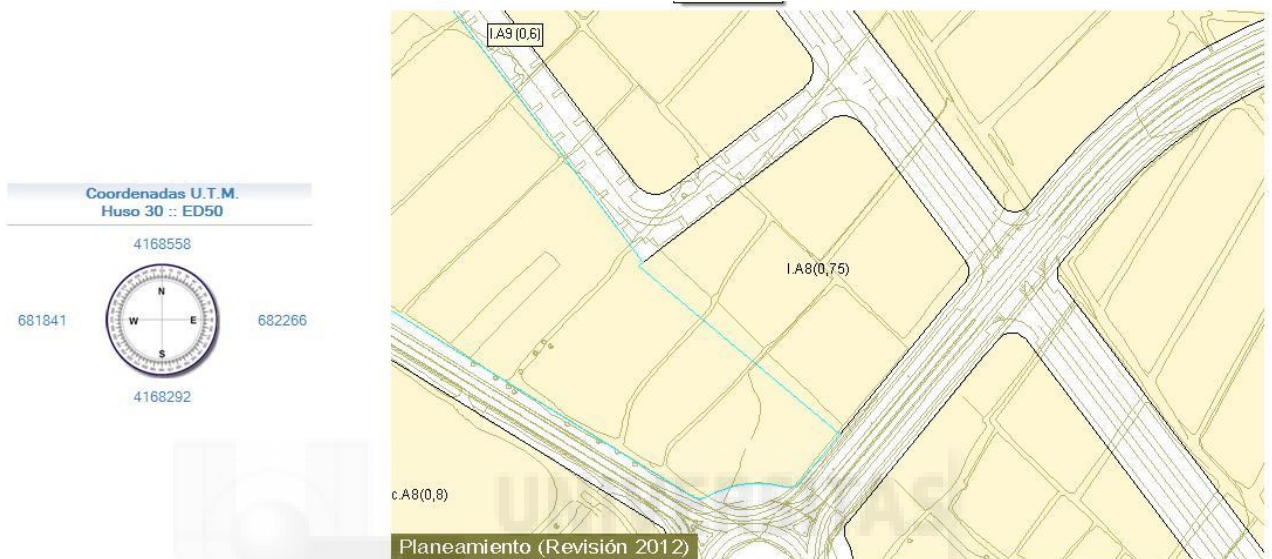 Coordenadas U.T.M.
Huso 30 :: ED50
4168558
N
681841
W
E
682266
S
4168292
I.A9 (0,6)
I.A8(0,75)
c.A8(0,8)
UNIVERSITAS
Planeamiento (Revisión 2012)